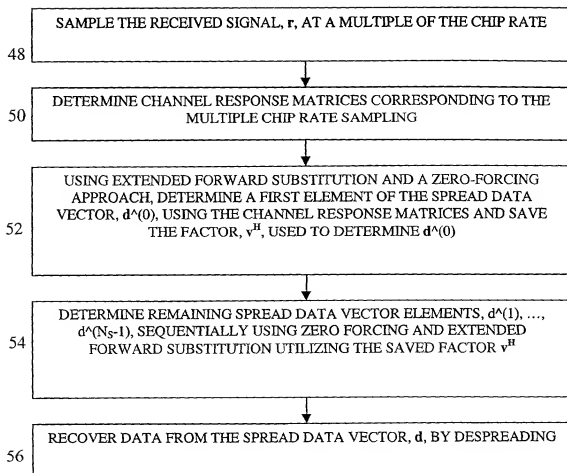 SAMPLE THE RECEIVED SIGNAL, r, AT A MULTIPLE OF THE CHIP RATE
48
DETERMINE CHANNEL RESPONSE MATRICES CORRESPONDING TO THE
MULTIPLE CHIP RATE SAMPLING
50
USING EXTENDED FORWARD SUBSTITUTION AND A ZERO-FORCING
APPROACH, DETERMINE A FIRST ELEMENT OF THE SPREAD DATA
VECTOR, d^(0), USING THE CHANNEL RESPONSE MATRICES AND SAVE
THE FACTOR, v^H, USED TO DETERMINE d^(0)
52
DETERMINE REMAINING SPREAD DATA VECTOR ELEMENTS, d^(1), ...,
d^(NS-1), SEQUENTIALLY USING ZERO FORCING AND EXTENDED
FORWARD SUBSTITUTION UTILIZING THE SAVED FACTOR v^H
54
RECOVER DATA FROM THE SPREAD DATA VECTOR, d, BY DESPREADING
56